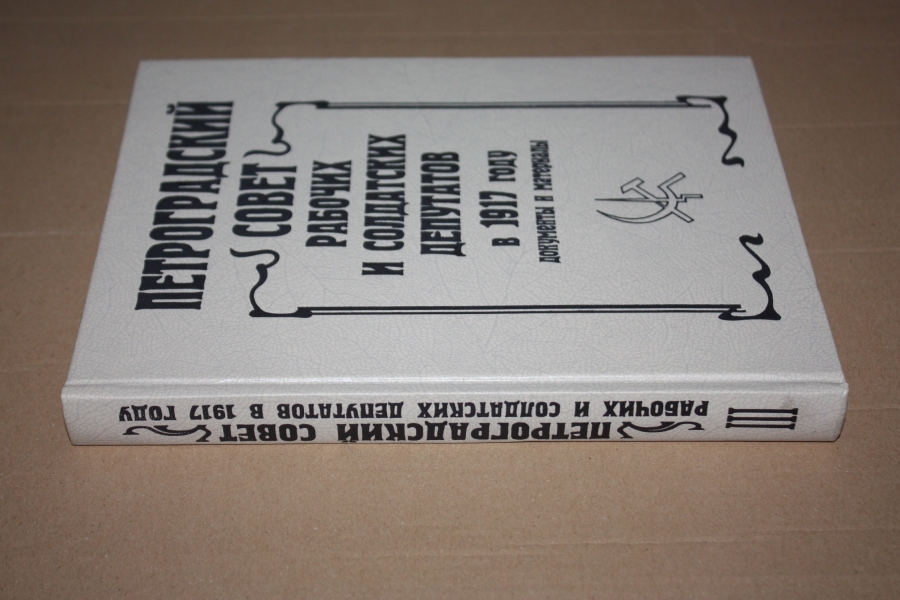 ПЕТРОГРАДСКИЙ
СОВЕТ
РАБОЧИХ
И СОЛДАТСКИХ
ДЕПУТАТОВ
В 1917 ГОДУ
ДОКУМЕНТЫ И МАТЕРИАЛЫ
III
ПЕТРОГРАДСКИЙ СОВЕТ
РАБОЧИХ И СОЛДАТСКИХ ДЕПУТАТОВ В 1917 ГОДУ